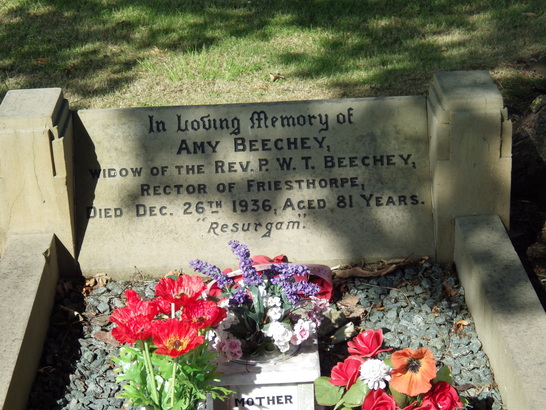 In Loving Memory of
AMY BEECHEY,
WIDOW OF THE REV. P. W. T. BEECHEY,
RECTOR OF FRIESTHORPE,
DIED DEC. 26TH 1936, AGED 81 YEARS.
"Resurgam."
MOTHER